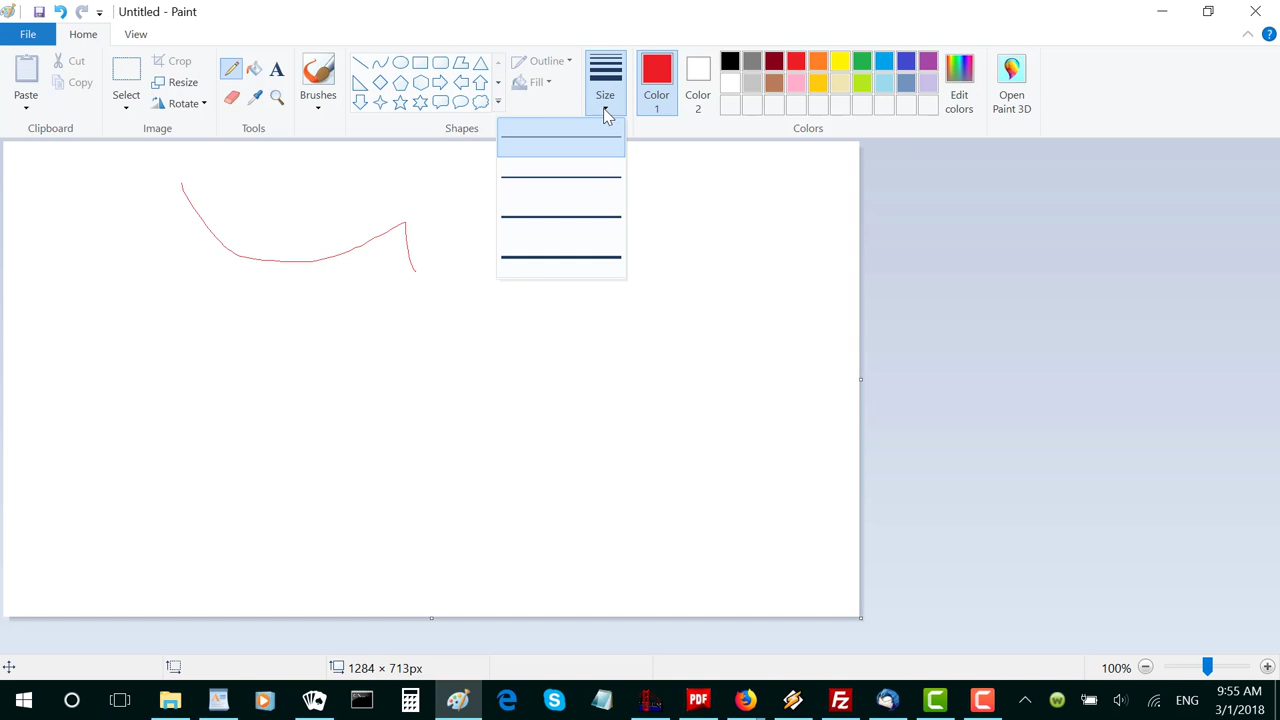 Untitled - Paint
File
Home
View
Paste
Cut
Copy
Clipboard
Select
Crop
Resize
Rotate
Image
A
Tools
Brushes
Shapes
Outline
Fill
Size
Color
1
Color
2
Colors
Edit
colors
Open
Paint 3D
1284 × 713px
100%
PDF
Fz
ENG
9:55 AM
3/1/2018